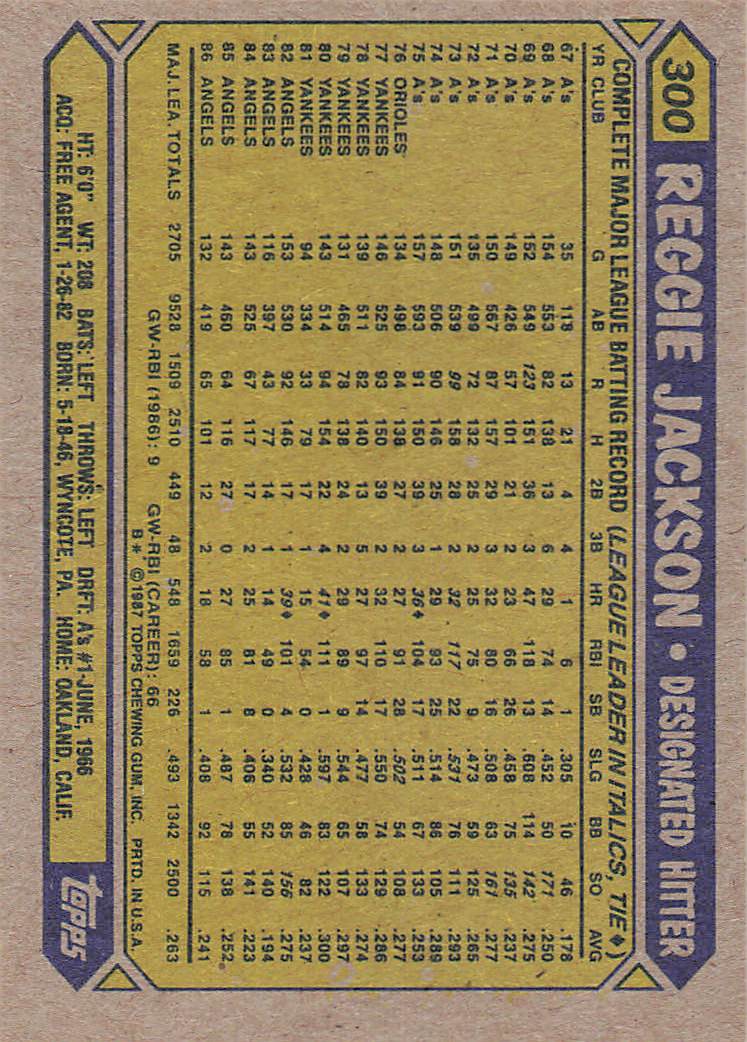 300 REGGIE JACKSON • DESIGNATED HITTER
COMPLETE MAJOR LEAGUE BATTING RECORD (LEAGUE LEADER IN ITALICS, TIE ♦)
YR CLUB G AB R H 2B 3B HR RBI SB SLG BB SO AVG
67 A's 35 118 13 21 4 4 1 6 1 .305 10 46 .178
68 A's 154 553 82 138 13 6 29 74 14 .452 50 171 .250
69 A's 152 549 123 151 36 3 47 118 13 .608 114 142 .275
70 A's 149 426 57 101 21 2 23 66 26 .458 75 135 .237
71 A's 150 567 87 157 29 3 32 80 16 .508 63 161 .277
72 A's 135 499 72 132 25 2 25 75 9 .473 59 125 .265
73 A's 151 539 99 158 28 2 32 117 22 .531 76 111 .293
74 A's 148 506 90 146 25 1 29 93 25 .514 86 105 .289
75 A's 157 593 91 150 39 3 36♦ 104 17 .511 67 133 .253
76 ORIOLES 134 498 84 138 27 2 27 91 28 .502 54 108 .277
77 YANKEES 146 525 93 150 39 2 32 110 17 .550 74 129 .286
78 YANKEES 139 511 82 140 13 5 27 97 14 .477 58 133 .274
79 YANKEES 131 465 78 138 24 2 29 89 9 .544 65 107 .297
80 YANKEES 143 514 94 154 22 4 41♦ 111 1 .597 83 122 .300
81 YANKEES 94 334 33 79 17 1 15 54 0 .428 46 82 .237
82 ANGELS 153 530 92 146 17 1 39♦ 101 4 .532 85 156 .275
83 ANGELS 116 397 43 77 14 1 14 49 0 .340 52 140 .194
84 ANGELS 143 525 67 117 17 2 25 81 8 .406 55 141 .223
85 ANGELS 143 460 64 116 27 0 27 85 1 .487 78 138 .252
86 ANGELS 132 419 65 101 12 2 18 58 1 .408 92 115 .241
MAJ. LEA. TOTALS 2705 9528 1509 2510 449 48 548 1659 226 .493 1342 2500 .263
GW-RBI (1986): 9 GW-RBI (CAREER): 66
B* © 1987 TOPPS CHEWING GUM, INC. PRTD. IN U.S.A.
HT: 6'0" WT: 208 BATS: LEFT THROWS: LEFT DRFT: A's #1-JUNE, 1966
ACQ: FREE AGENT, 1-26-82 BORN: 5-18-46, WYNCOTE, PA. HOME: OAKLAND, CALIF.
topps